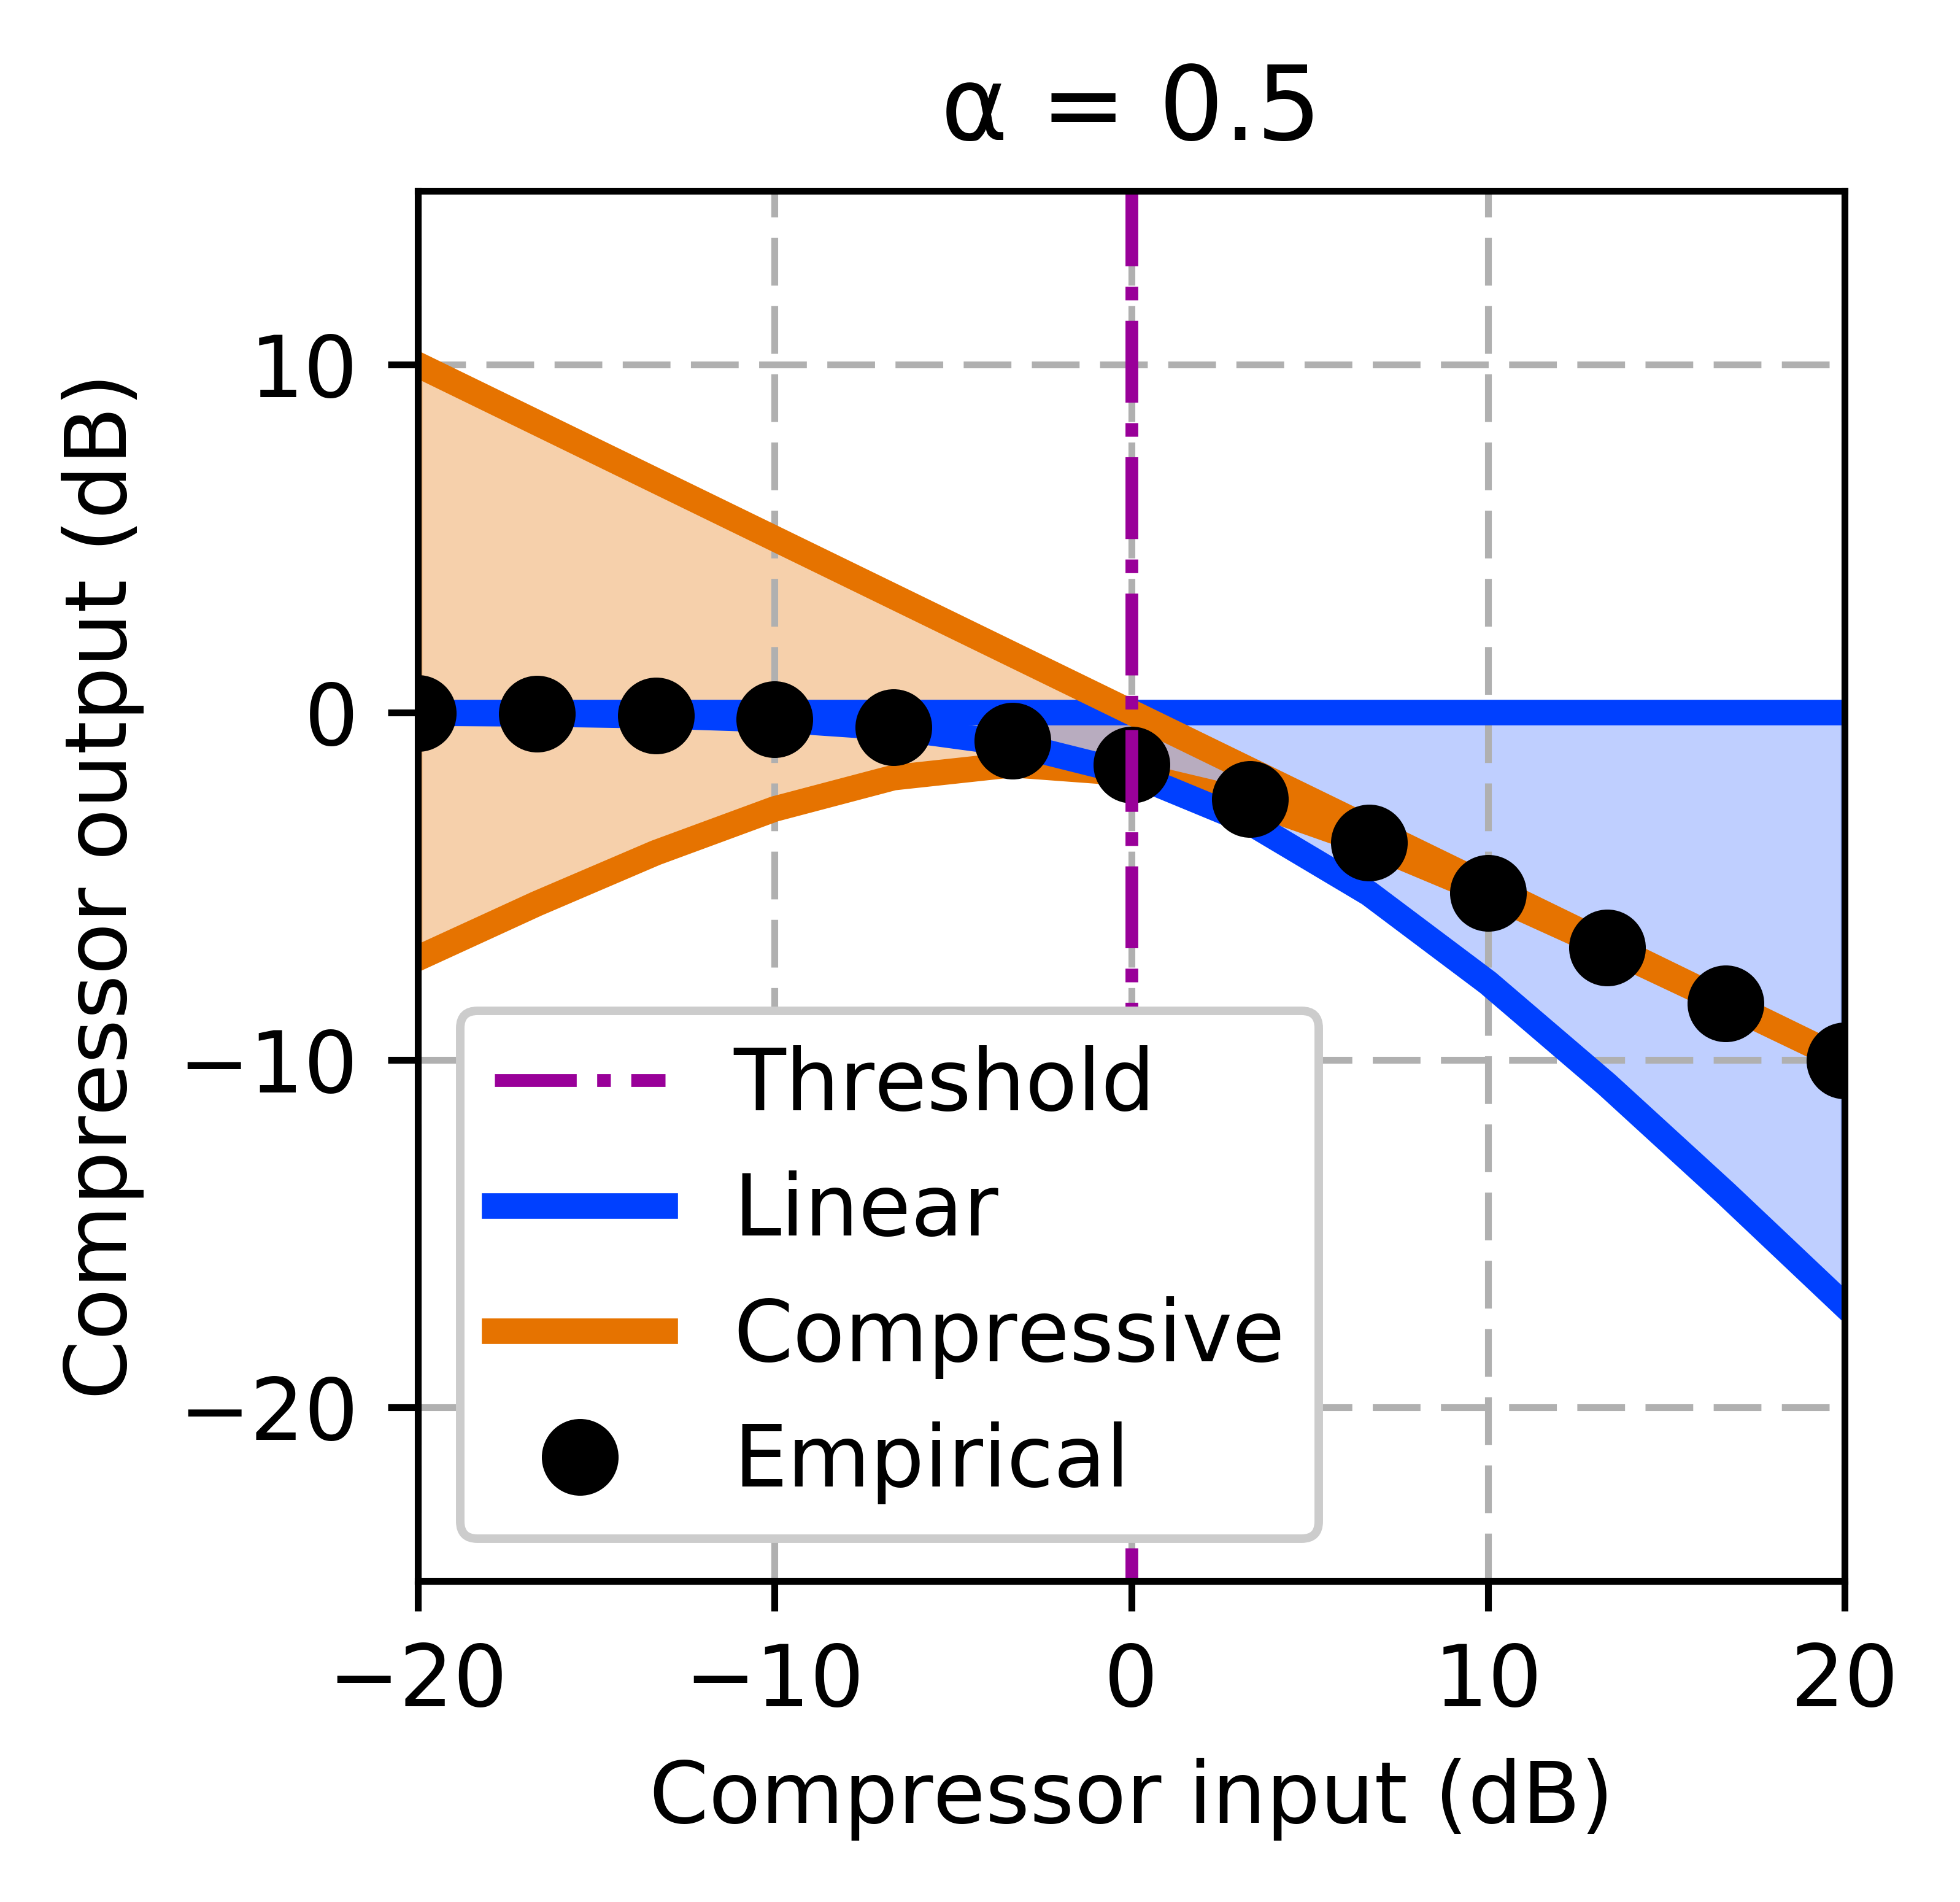 α = 0.5
Compressor output (dB)
10
0
−10
−20
Threshold
Linear
Compressive
Empirical
−20 −10 0 10 20
Compressor input (dB)